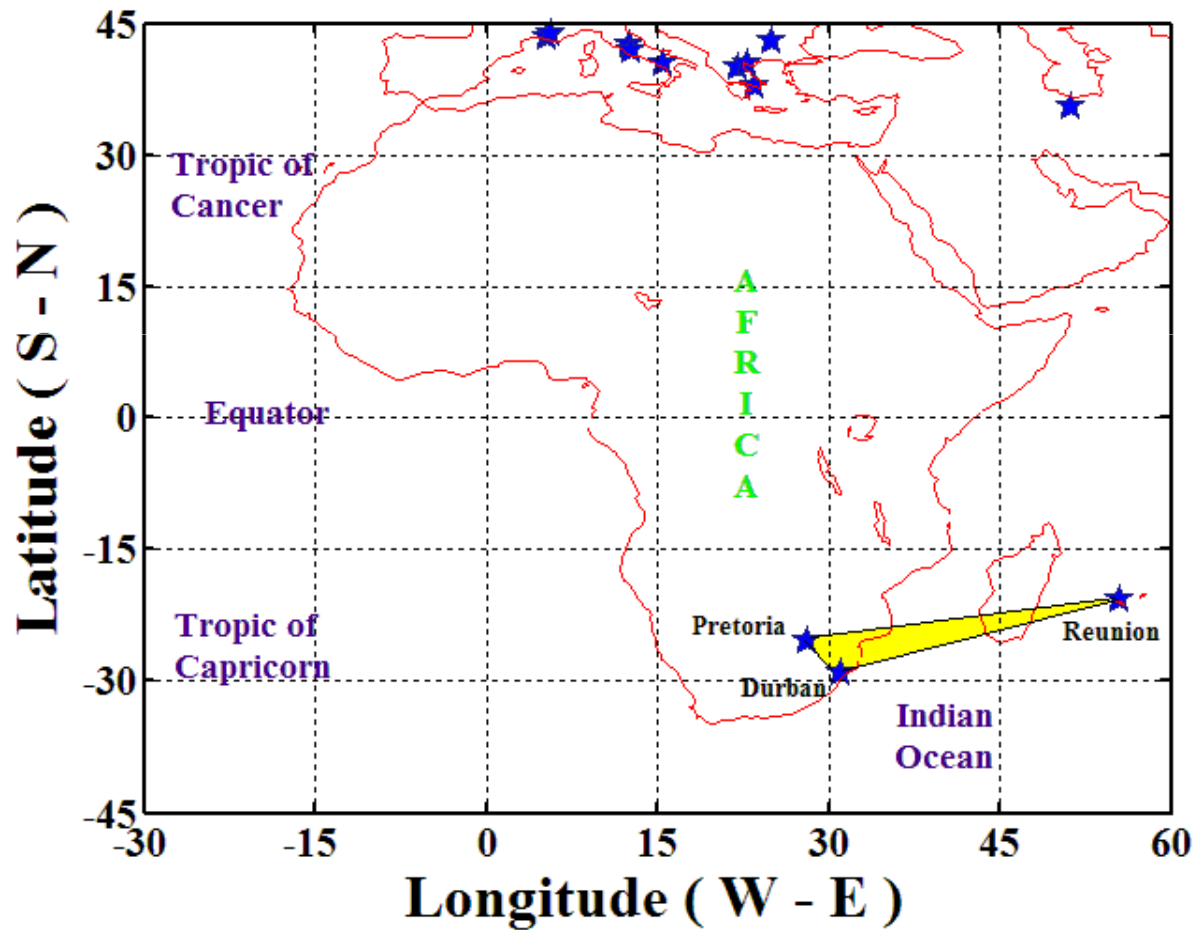 45
30
15
0
-15
-30
-45
Latitude ( S - N )
Tropic of
Cancer
Equator
Tropic of
Capricorn
A
F
R
I
C
A
Pretoria
Durban
Reunion
Indian
Ocean
-30 -15 0 15 30 45 60
Longitude ( W - E )